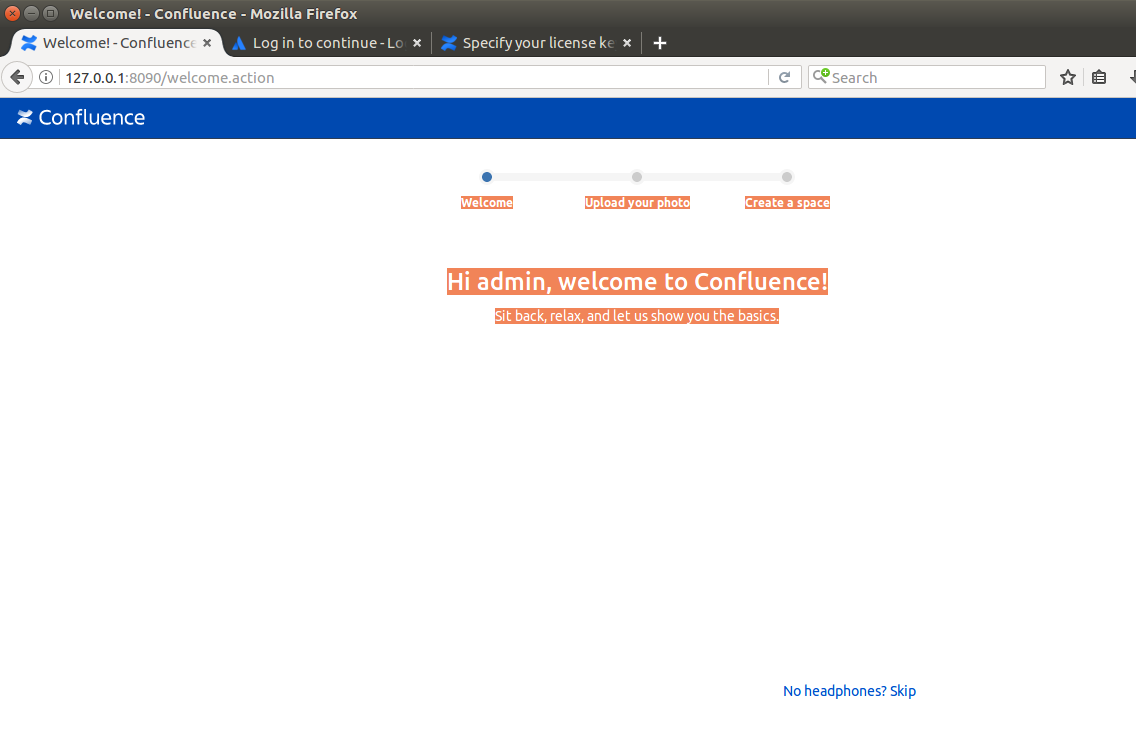 Welcome! - Confluence - Mozilla Firefox
Welcome! - Confluence
Log in to continue - Lo
Specify your license ke
127.0.0.1:8090/welcome.action
Search
Confluence
Welcome
Upload your photo
Create a space
Hi admin, welcome to Confluence!
Sit back, relax, and let us show you the basics.
No headphones? Skip